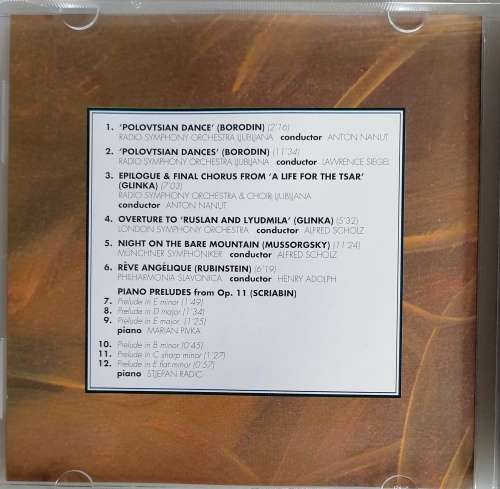 1. 'POLOVTSIAN DANCE' (BORODIN) (2'16)
RADIO SYMPHONY ORCHESTRA LJUBLJANA conductor ANTON NANUT
2. 'POLOVTSIAN DANCES' (BORODIN) (11'34)
RADIO SYMPHONY ORCHESTRA LJUBLJANA conductor LAWRENCE SIEGEL
3. EPILOGUE & FINAL CHORUS FROM 'A LIFE FOR THE TSAR'
(GLINKA) (7'03)
RADIO SYMPHONY ORCHESTRA & CHOIR LJUBLJANA
conductor ANTON NANUT
4. OVERTURE TO 'RUSLAN AND LYUDMILA' (GLINKA) (5'32)
LONDON SYMPHONY ORCHESTRA conductor ALFRED SCHOLZ
5. NIGHT ON THE BARE MOUNTAIN (MUSSORGSKY) (11'24)
MÜNCHNER SYMPHONIKER conductor ALFRED SCHOLZ
6. RÊVE ANGÉLIQUE (RUBINSTEIN) (6'19)
PHILHARMONIA SLAVONICA conductor HENRY ADOLPH
PIANO PRELUDES from Op. 11 (SCRIABIN)
7. Prelude in E minor (1'49)
8. Prelude in D major (1'34)
9. Prelude in E major (1'25)
piano MARIAN PIVKA
10. Prelude in B minor (0'45)
11. Prelude in C sharp minor (1'27)
12. Prelude in E flat minor (0'57)
piano STJEPAN RADIC